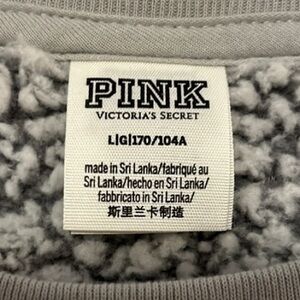 PINK
VICTORIA'S SECRET
L|G|170/104A
made in Sri Lanka/fabriqué au
Sri Lanka/hecho en Sri Lanka/
fabbricato in Sri Lanka/
斯里兰卡制造